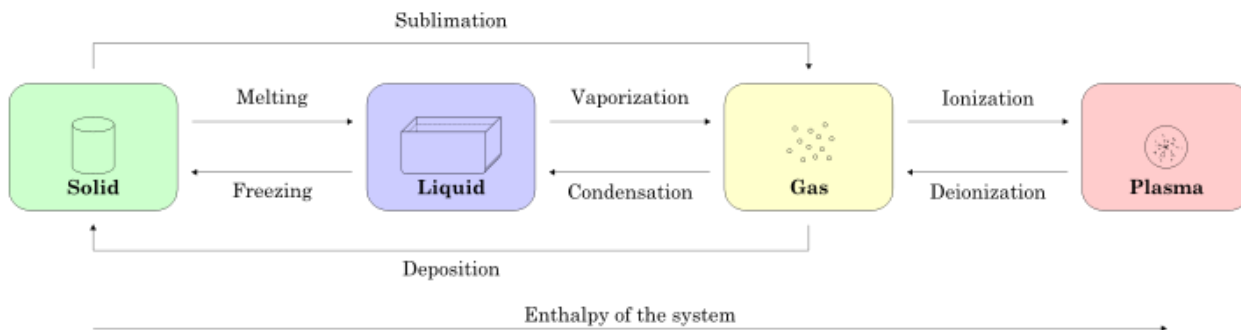 Sublimation
Melting
Vaporization
Ionization
Solid
Freezing
Liquid
Condensation
Gas
Deionization
Plasma
Deposition
Enthalpy of the system